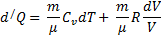 d′Q = m/μ C_v dT + m/μ R dV/V